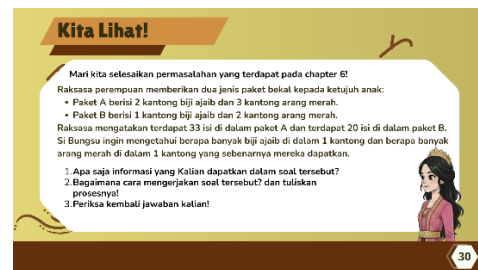 Kita Lihat!
Mari kita selesaikan permasalahan yang terdapat pada chapter 6!
Raksasa perempuan memberikan dua jenis paket bekal kepada ketujuh anak:
• Paket A berisi 2 kantong biji ajaib dan 3 kantong arang merah.
• Paket B berisi 1 kantong biji ajaib dan 2 kantong arang merah.
Raksasa mengatakan terdapat 33 isi di dalam paket A dan terdapat 20 isi di dalam paket B.
Si Bungsu ingin mengetahui berapa banyak biji ajaib di dalam 1 kantong dan berapa banyak
arang merah di dalam 1 kantong yang sebenarnya mereka dapatkan.
1.Apa saja informasi yang Kalian dapatkan dalam soal tersebut?
2.Bagaimana cara mengerjakan soal tersebut? dan tuliskan
prosesnya!
3.Periksa kembali jawaban kalian!
30